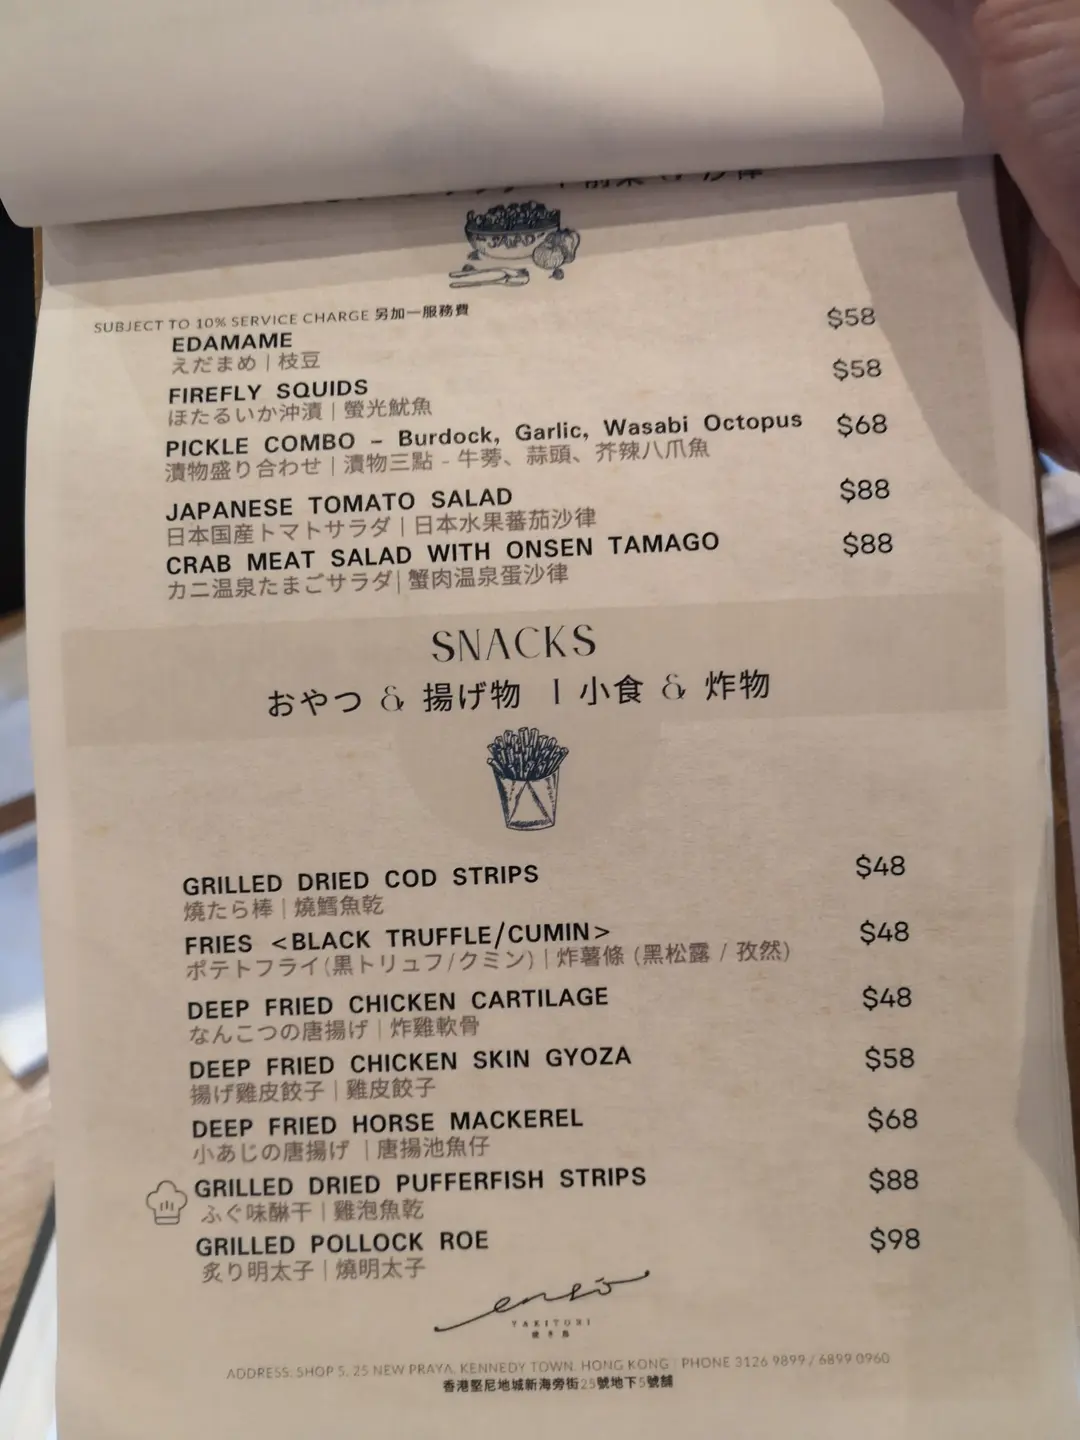 前菜 & 沙律
SALAD
SUBJECT TO 10% SERVICE CHARGE 另加一服務費
EDAMAME $58
えだまめ | 枝豆
FIREFLY SQUIDS $58
ほたるいか沖漬 | 螢光魷魚
PICKLE COMBO – Burdock, Garlic, Wasabi Octopus $68
漬物盛り合わせ | 漬物三點 - 牛蒡、蒜頭、芥辣八爪魚
JAPANESE TOMATO SALAD $88
日本国産トマトサラダ | 日本水果蕃茄沙律
CRAB MEAT SALAD WITH ONSEN TAMAGO $88
カニ温泉たまごサラダ| 蟹肉温泉蛋沙律
SNACKS
おやつ & 揚げ物 | 小食 & 炸物
GRILLED DRIED COD STRIPS $48
燒たら棒 | 燒鱈魚乾
FRIES <BLACK TRUFFLE/CUMIN> $48
ポテトフライ(黒トリュフ/クミン) | 炸薯條 (黑松露 / 孜然)
DEEP FRIED CHICKEN CARTILAGE $48
なんこつの唐揚げ | 炸雞軟骨
DEEP FRIED CHICKEN SKIN GYOZA $58
揚げ雞皮餃子 | 雞皮餃子
DEEP FRIED HORSE MACKEREL $68
小あじの唐揚げ | 唐揚池魚仔
GRILLED DRIED PUFFERFISH STRIPS $88
ふぐ味醂干 | 雞泡魚乾
GRILLED POLLOCK ROE $98
炙り明太子 | 燒明太子
ensō
YAKITORI
焼き鳥
ADDRESS: SHOP 5, 25 NEW PRAYA, KENNEDY TOWN, HONG KONG | PHONE 3126 9899 / 6899 0960
香港堅尼地城新海旁街25號地下5號舖